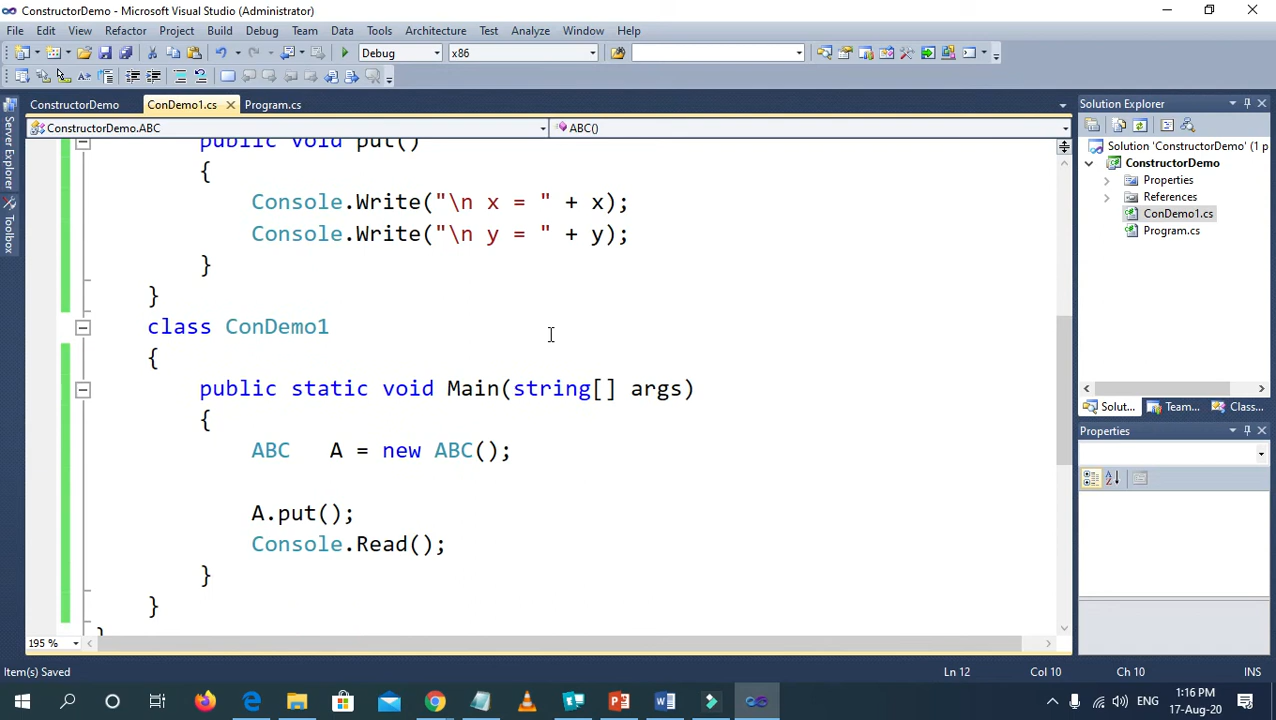 ConstructorDemo - Microsoft Visual Studio (Administrator)
File Edit View Refactor Project Build Debug Team Data Tools Architecture Test Analyze Window Help
Debug x86
ConstructorDemo ConDemo1.cs Program.cs
ConstructorDemo.ABC ABC()
Server Explorer
Toolbox
public void put()
{
Console.Write("\n x = " + x);
Console.Write("\n y = " + y);
}
}
class ConDemo1
{
public static void Main(string[] args)
{
ABC A = new ABC();
A.put();
Console.Read();
}
}
}
195 %
Solution Explorer
Solution 'ConstructorDemo' (1 p
ConstructorDemo
Properties
References
ConDemo1.cs
Program.cs
Solut... Team... Class...
Properties
Item(s) Saved Ln 12 Col 10 Ch 10 INS
ENG
1:16 PM
17-Aug-20